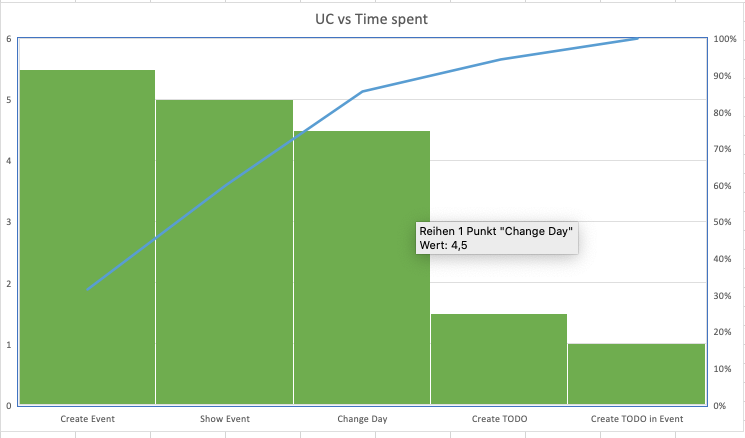 UC vs Time spent
6
5
4
3
2
1
0
100%
90%
80%
70%
60%
50%
40%
30%
20%
10%
0%
Reihen 1 Punkt "Change Day"
Wert: 4,5
Create Event
Show Event
Change Day
Create TODO
Create TODO in Event